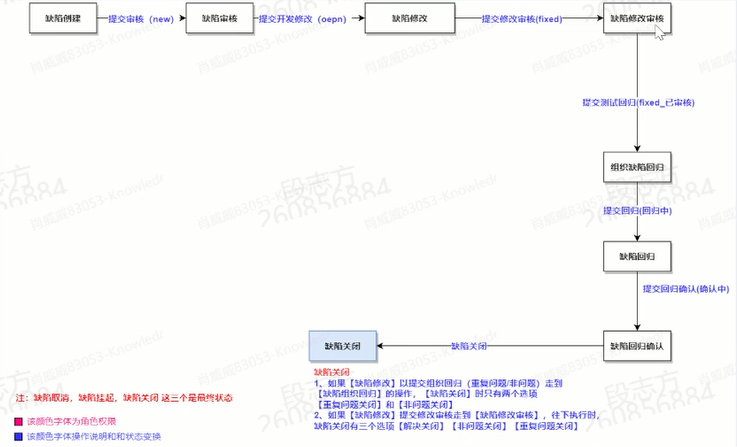 缺陷创建
提交审核（new）
缺陷审核
提交开发修改（oepn）
缺陷修改
提交修改审核(fixed)
缺陷修改审核
提交测试回归(fixed_已审核)
组织缺陷回归
提交回归(回归中)
缺陷回归
提交回归确认(确认中)
缺陷回归确认
缺陷关闭
缺陷关闭
缺陷关闭
1、如果【缺陷修改】以提交组织回归（重复问题/非问题）走到
【缺陷组织回归】的操作，【缺陷关闭】时只有两个选项
【重复问题关闭】和【非问题关闭】
2、如果【缺陷修改】提交修改审核走到【缺陷修改审核】，往下执行时，
缺陷关闭有三个选项【解决关闭】【非问题关闭】【重复问题关闭】
注：缺陷取消，缺陷挂起，缺陷关闭 这三个是最终状态
该颜色字体为角色权限
该颜色字体操作说明和和状态变换
段志方
260856884